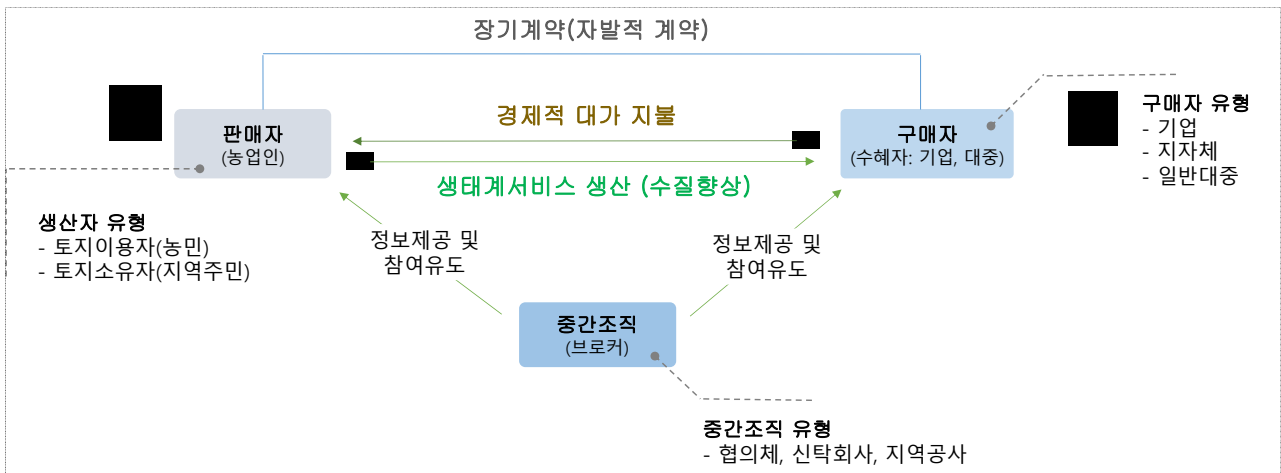 장기계약(자발적 계약)
판매자
(농업인)
경제적 대가 지불
생태계서비스 생산 (수질향상)
구매자
(수혜자: 기업, 대중)
구매자 유형
- 기업
- 지자체
- 일반대중
생산자 유형
- 토지이용자(농민)
- 토지소유자(지역주민)
정보제공 및
참여유도
정보제공 및
참여유도
중간조직
(브로커)
중간조직 유형
- 협의체, 신탁회사, 지역공사